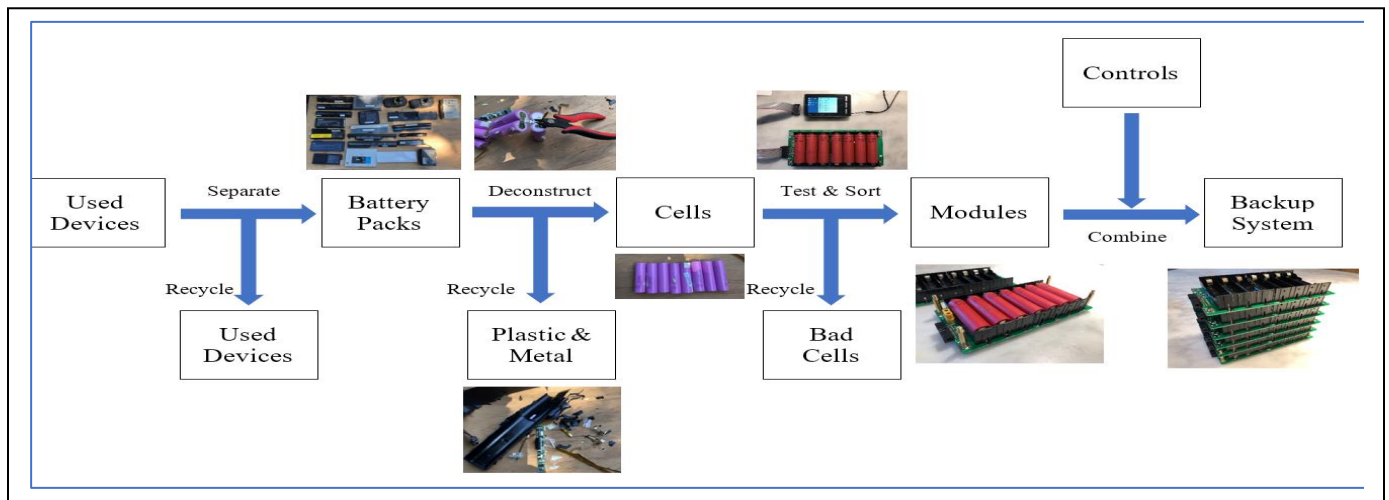 Controls
Separate
Deconstruct
Test & Sort
Used
Devices
Battery
Packs
Cells
Modules
Combine
Backup
System
Recycle
Recycle
Recycle
Used
Devices
Plastic &
Metal
Bad
Cells